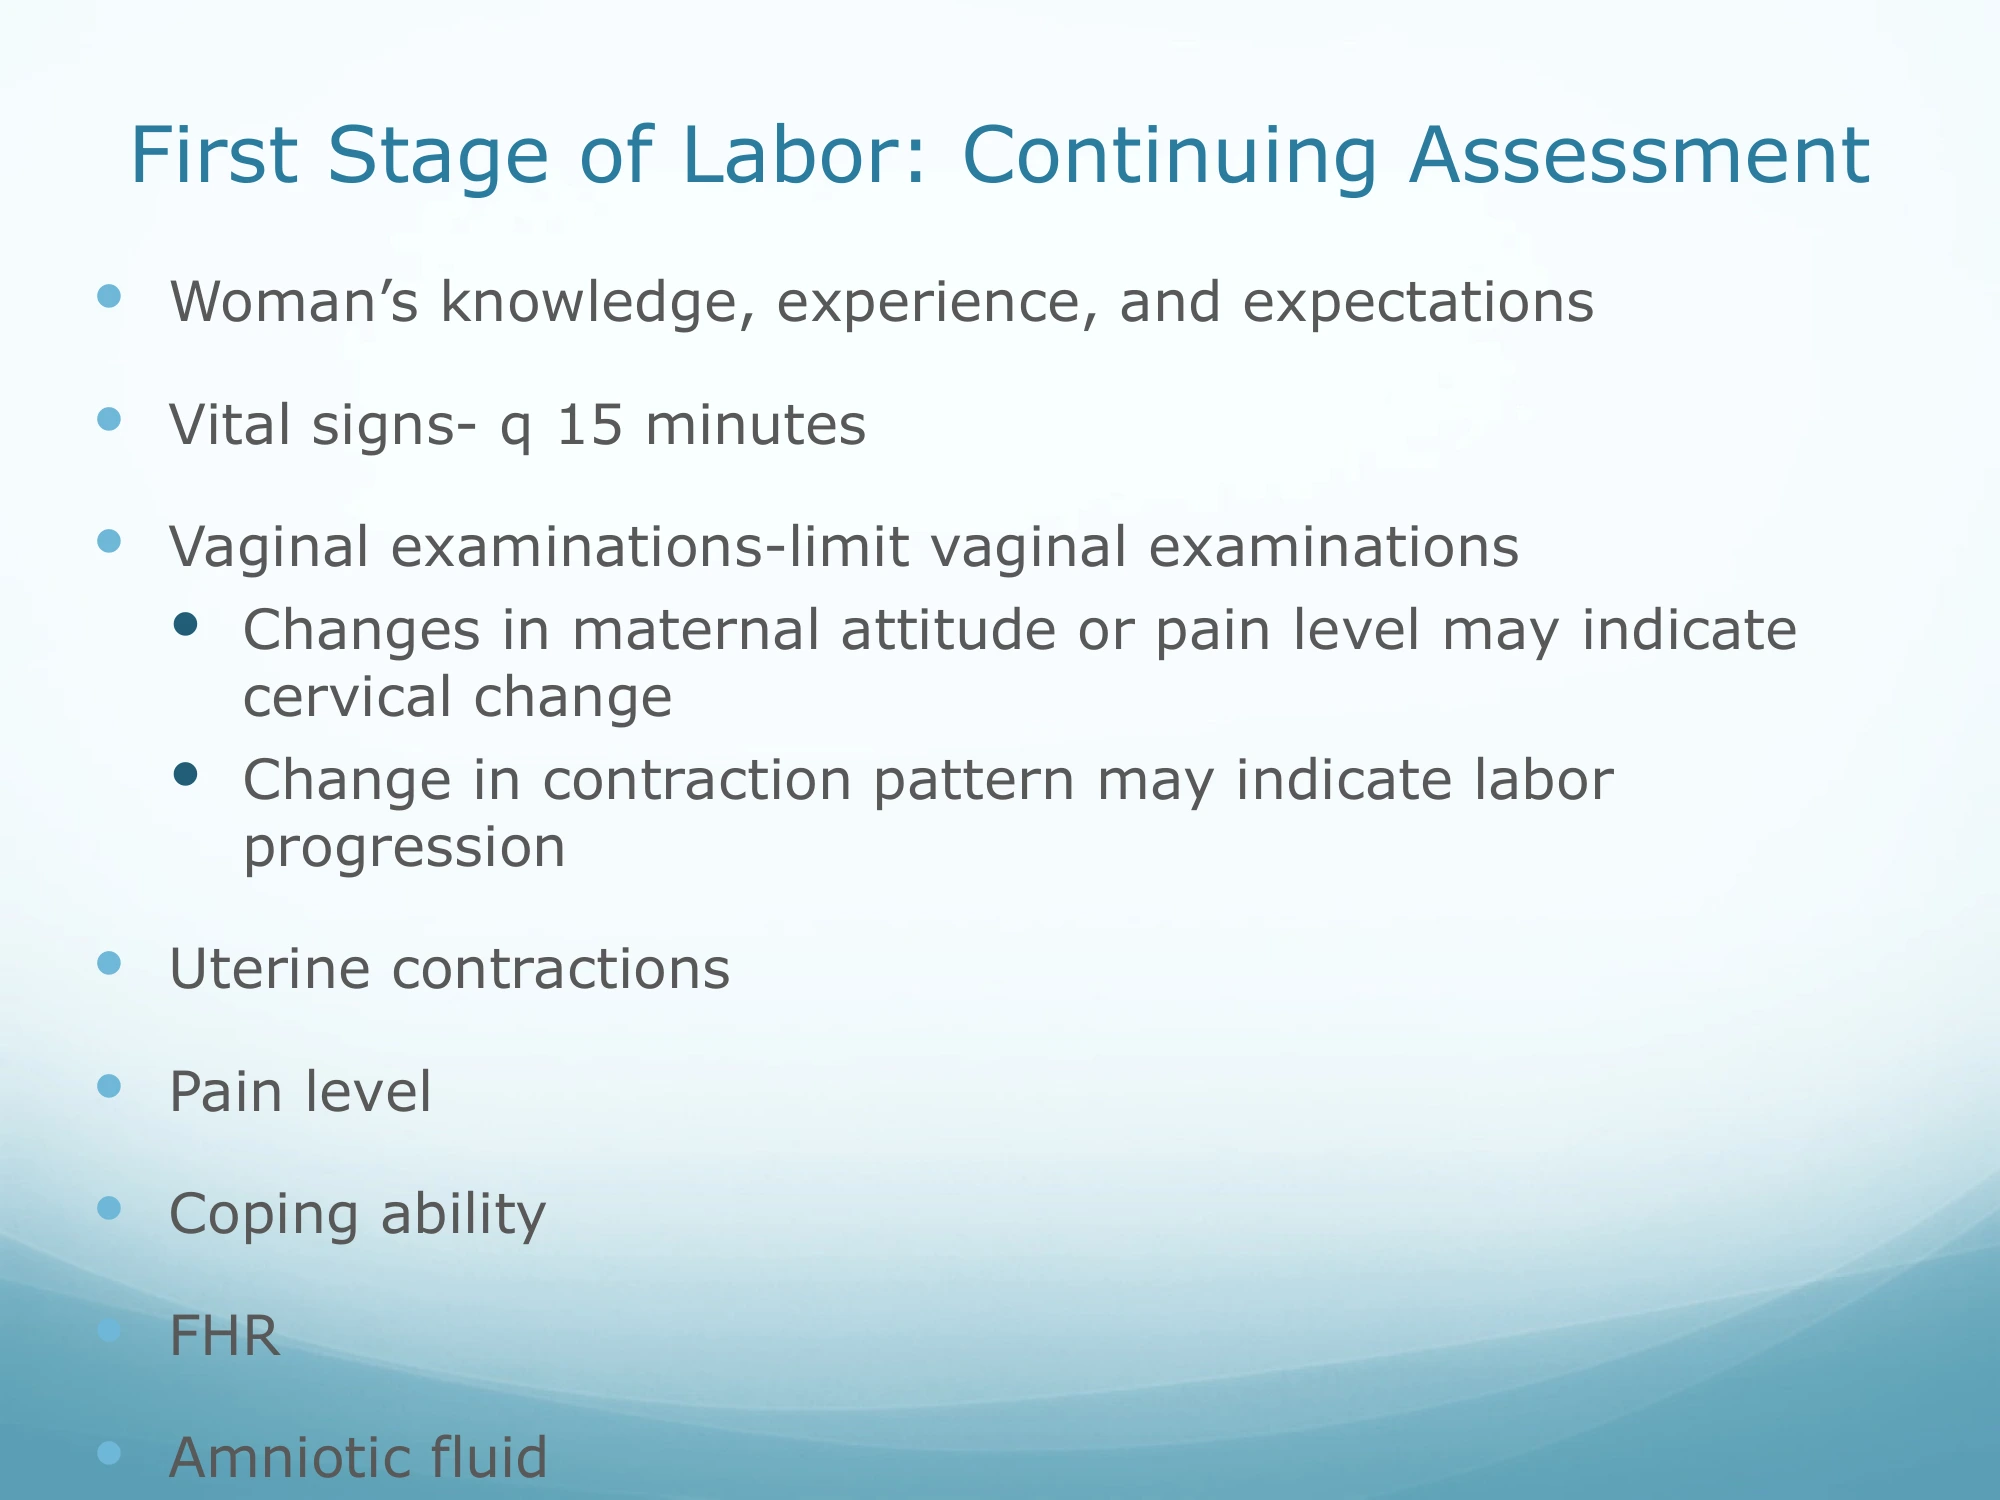 First Stage of Labor: Continuing Assessment
• Woman’s knowledge, experience, and expectations
• Vital signs- q 15 minutes
• Vaginal examinations-limit vaginal examinations
• Changes in maternal attitude or pain level may indicate
cervical change
• Change in contraction pattern may indicate labor
progression
• Uterine contractions
• Pain level
• Coping ability
• FHR
• Amniotic fluid